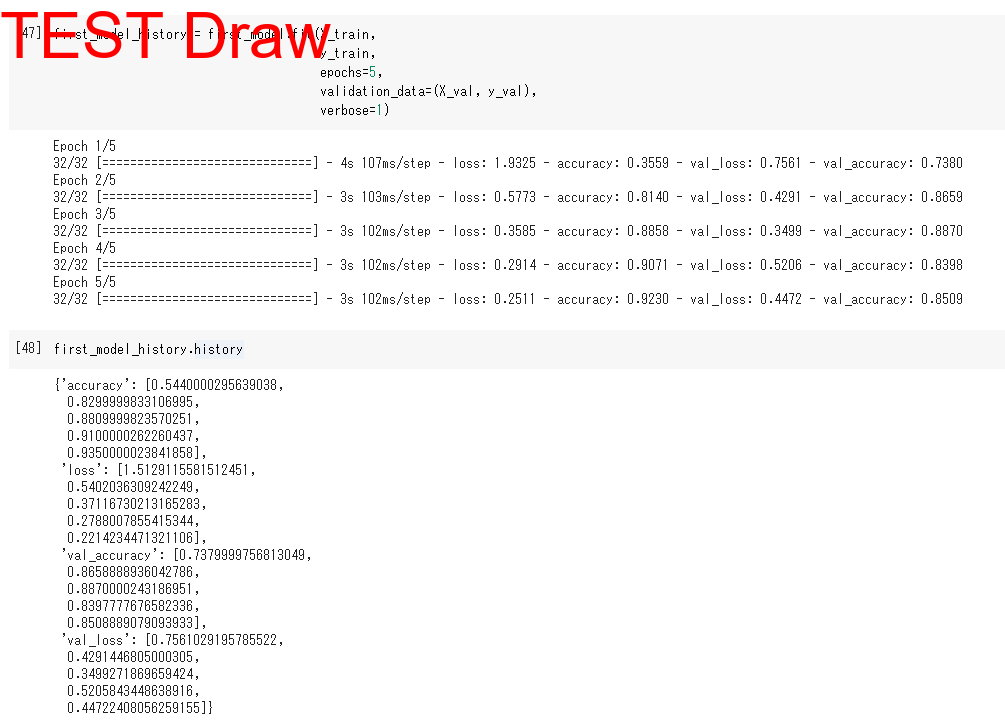 TEST Draw
47] first_model_history = first_model.fit(X_train,
y_train,
epochs=5,
validation_data=(X_val, y_val),
verbose=1)
Epoch 1/5
32/32 [==============================] - 4s 107ms/step - loss: 1.9325 - accuracy: 0.3559 - val_loss: 0.7561 - val_accuracy: 0.7380
Epoch 2/5
32/32 [==============================] - 3s 103ms/step - loss: 0.5773 - accuracy: 0.8140 - val_loss: 0.4291 - val_accuracy: 0.8659
Epoch 3/5
32/32 [==============================] - 3s 102ms/step - loss: 0.3585 - accuracy: 0.8858 - val_loss: 0.3499 - val_accuracy: 0.8870
Epoch 4/5
32/32 [==============================] - 3s 102ms/step - loss: 0.2914 - accuracy: 0.9071 - val_loss: 0.5206 - val_accuracy: 0.8398
Epoch 5/5
32/32 [==============================] - 3s 102ms/step - loss: 0.2511 - accuracy: 0.9230 - val_loss: 0.4472 - val_accuracy: 0.8509
[48] first_model_history.history
{'accuracy': [0.5440000295639038,
0.8299999833106995,
0.8809999823570251,
0.9100000262260437,
0.9350000023841858],
'loss': [1.5129115581512451,
0.5402036309242249,
0.37116730213165283,
0.2788007855415344,
0.2214234471321106],
'val_accuracy': [0.7379999756813049,
0.8658888936042786,
0.8870000243186951,
0.8397777676582336,
0.8508889079093933],
'val_loss': [0.7561029195785522,
0.4291446805000305,
0.3499271869659424,
0.5205843448638916,
0.44722408056259155]}